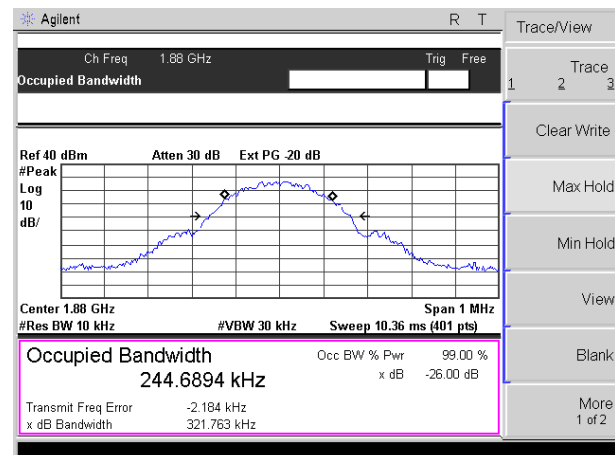 Agilent R T Trace/View
Ch Freq 1.88 GHz Trig Free
Occupied Bandwidth
Trace
1 2 3
Clear Write
Ref 40 dBm Atten 30 dB Ext PG -20 dB
#Peak
Log
10
dB/
Max Hold
Min Hold
Center 1.88 GHz Span 1 MHz
#Res BW 10 kHz #VBW 30 kHz Sweep 10.36 ms (401 pts)
View
Occupied Bandwidth Occ BW % Pwr 99.00 %
244.6894 kHz x dB -26.00 dB
Blank
Transmit Freq Error -2.184 kHz
x dB Bandwidth 321.763 kHz
More
1 of 2